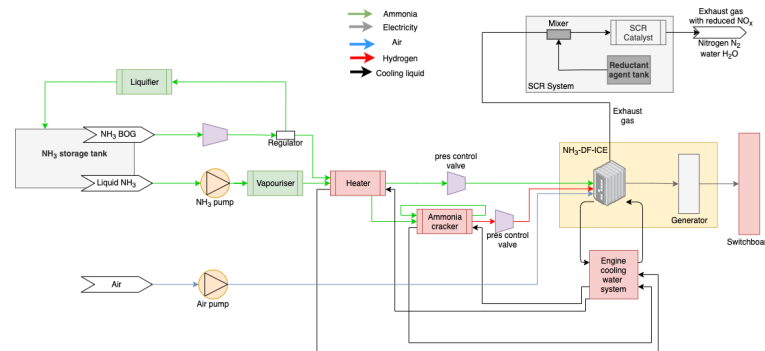 Ammonia
Electricity
Air
Hydrogen
Cooling liquid
Mixer
SCR
Catalyst
Exhaust gas
with reduced NOx
Nitrogen N2
water H2O
Reductant
agent tank
SCR System
Exhaust
gas
Liquifier
NH3 BOG
Regulator
NH3 storage tank
Liquid NH3
NH3 pump
Vapouriser
Heater
pres control
valve
Ammonia
cracker
pres control
valve
NH3-DF-ICE
Generator
Switchboar
Engine
cooling
water
system
Air
Air pump